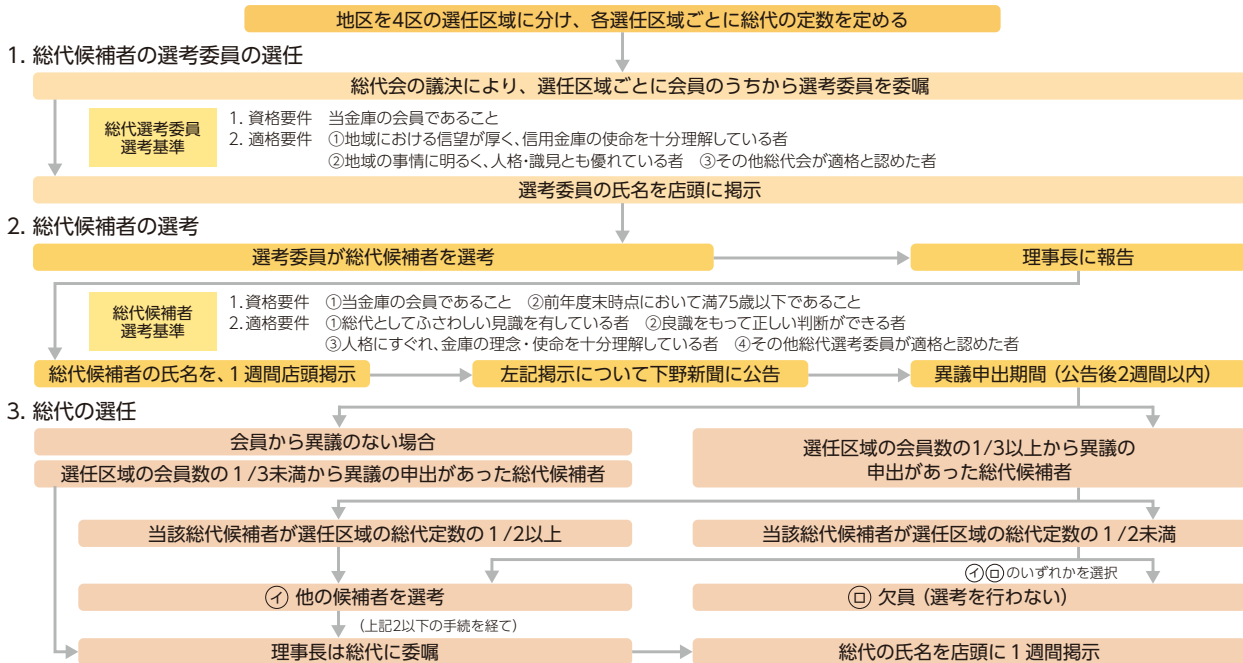 地区を4区の選任区域に分け、各選任区域ごとに総代の定数を定める
1. 総代候補者の選考委員の選任
総代会の議決により、選任区域ごとに会員のうちから選考委員を委嘱
総代選考委員
選考基準
1. 資格要件　当金庫の会員であること
2. 適格要件　①地域における信望が厚く、信用金庫の使命を十分理解している者
②地域の事情に明るく、人格・識見とも優れている者　③その他総代会が適格と認めた者
選考委員の氏名を店頭に掲示
2. 総代候補者の選考
選考委員が総代候補者を選考
理事長に報告
総代候補者
選考基準
1. 資格要件　①当金庫の会員であること　②前年度末時点において満75歳以下であること
2. 適格要件　①総代としてふさわしい見識を有している者　②良識をもって正しい判断ができる者
③人格にすぐれ、金庫の理念・使命を十分理解している者　④その他総代選考委員が適格と認めた者
総代候補者の氏名を、1週間店頭掲示
左記掲示について下野新聞に公告
異議申出期間（公告後2週間以内）
3. 総代の選任
会員から異議のない場合
選任区域の会員数の1/3未満から異議の申出があった総代候補者
選任区域の会員数の1/3以上から異議の
申出があった総代候補者
当該総代候補者が選任区域の総代定数の1/2以上
当該総代候補者が選任区域の総代定数の1/2未満
㋑㋺のいずれかを選択
㋑ 他の候補者を選考
㋺ 欠員（選考を行わない）
（上記2以下の手続を経て）
理事長は総代に委嘱
総代の氏名を店頭に1週間掲示